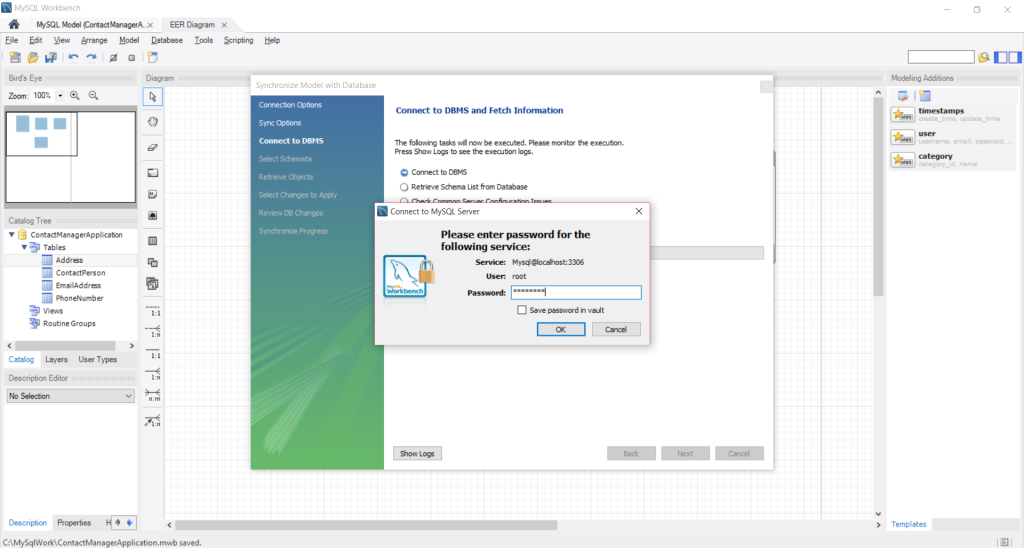 MySQL Workbench
MySQL Model (ContactManagerA...
EER Diagram
File Edit View Arrange Model Database Tools Scripting Help
Bird's Eye
Zoom: 100%
Catalog Tree
ContactManagerApplication
Tables
Address
ContactPerson
EmailAddress
PhoneNumber
Views
Routine Groups
Catalog Layers User Types
Description Editor
No Selection
Description Properties H
C:\MySqlWork\ContactManagerApplication.mwb saved.
Diagram
1:1
1:n
1:1
1:n
n:m
1:n
Synchronize Model with Database
Connection Options
Sync Options
Connect to DBMS
Select Schemata
Retrieve Objects
Select Changes to Apply
Review DB Changes
Synchronize Progress
Connect to DBMS and Fetch Information
The following tasks will now be executed. Please monitor the execution.
Press Show Logs to see the execution logs.
Connect to DBMS
Retrieve Schema List from Database
Check Common Server Configuration Issues
Connect to MySQL Server
Please enter password for the
following service:
Service: Mysql@localhost:3306
User: root
Password: ********
Save password in vault
OK Cancel
MySQL
Workbench
Show Logs
Back Next Cancel
Modeling Additions
timestamps
create_time, update_time
user
username, email, password, ...
category
category_id, name
Templates